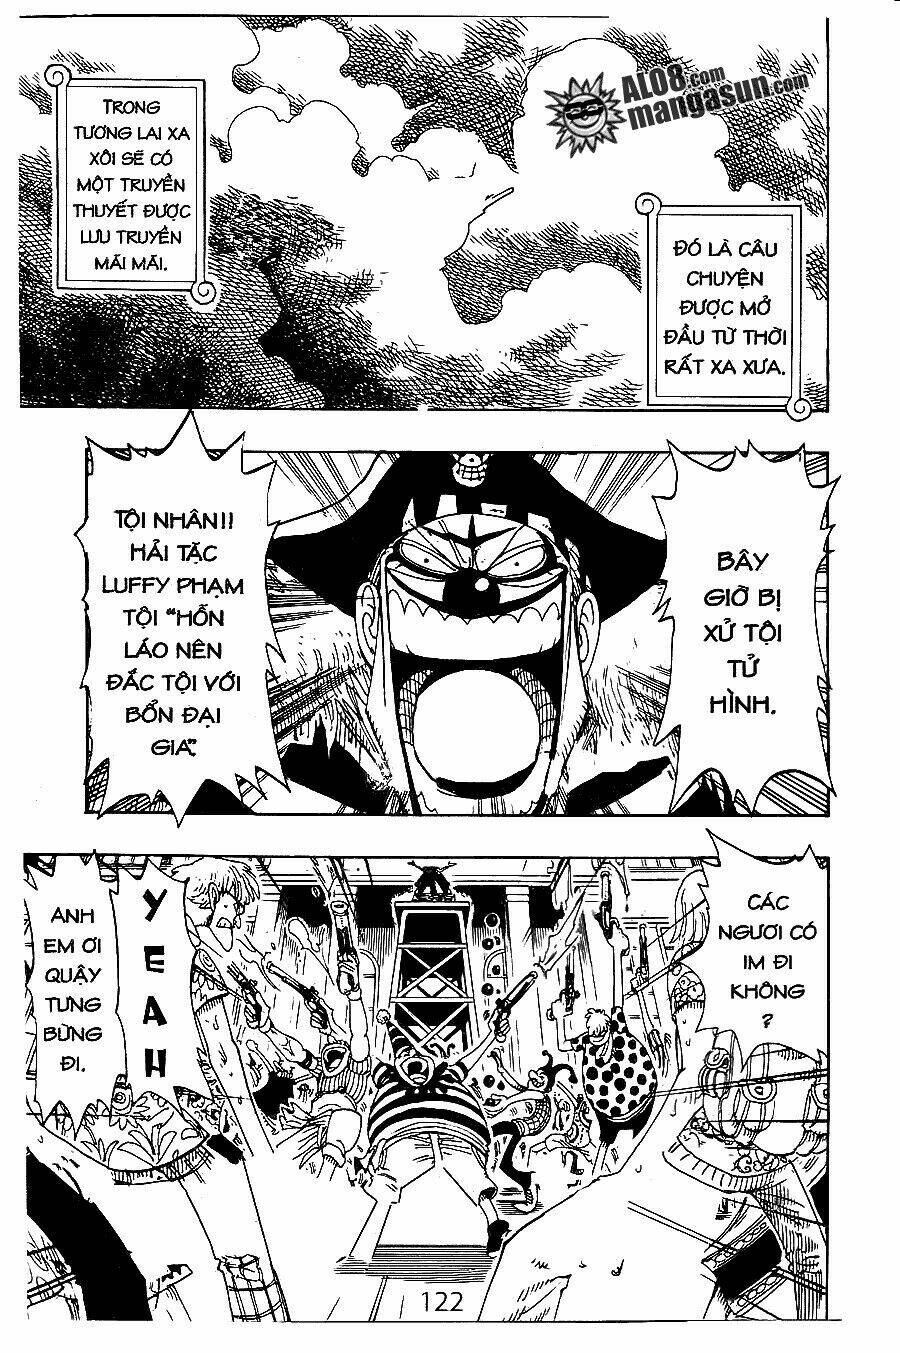 AL08.com
mangasun.com
TRONG
TƯƠNG LAI XA
XÔI SẼ CÓ
MỘT TRUYỀN
THUYẾT ĐƯỢC
LƯU TRUYỀN
MÃI MÃI.
ĐÓ LÀ CÂU
CHUYỆN
ĐƯỢC MỞ
ĐẦU TỪ THỜI
RẤT XA XƯA.
TỘI NHÂN!!
HẢI TẶC
LUFFY PHẠM
TỘI "HỖN
LÁO NÊN
ĐẮC TỘI VỚI
BỔN ĐẠI
GIA".
BÂY
GIỜ BỊ
XỬ TỘI
TỬ
HÌNH.
ANH
EM ƠI
QUẬY
TƯNG
BỪNG
ĐI.
YEAH
CÁC
NGƯƠI CÓ
IM ĐI
KHÔNG
?
122